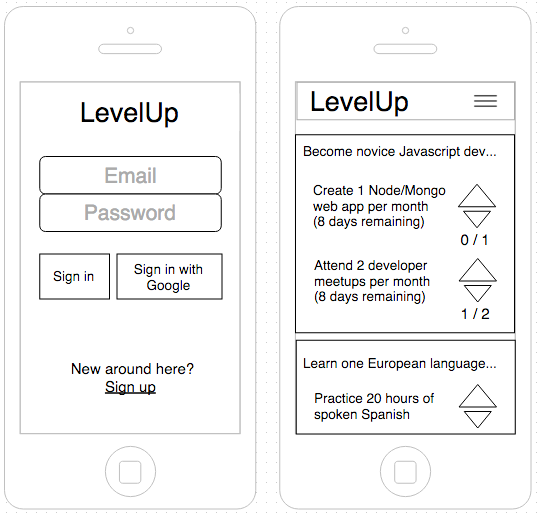 LevelUp
Email
Password
Sign in
Sign in with
Google
New around here?
Sign up
LevelUp
Become novice Javascript dev...
Create 1 Node/Mongo
web app per month
(8 days remaining)
0 / 1
Attend 2 developer
meetups per month
(8 days remaining)
1 / 2
Learn one European language...
Practice 20 hours of
spoken Spanish